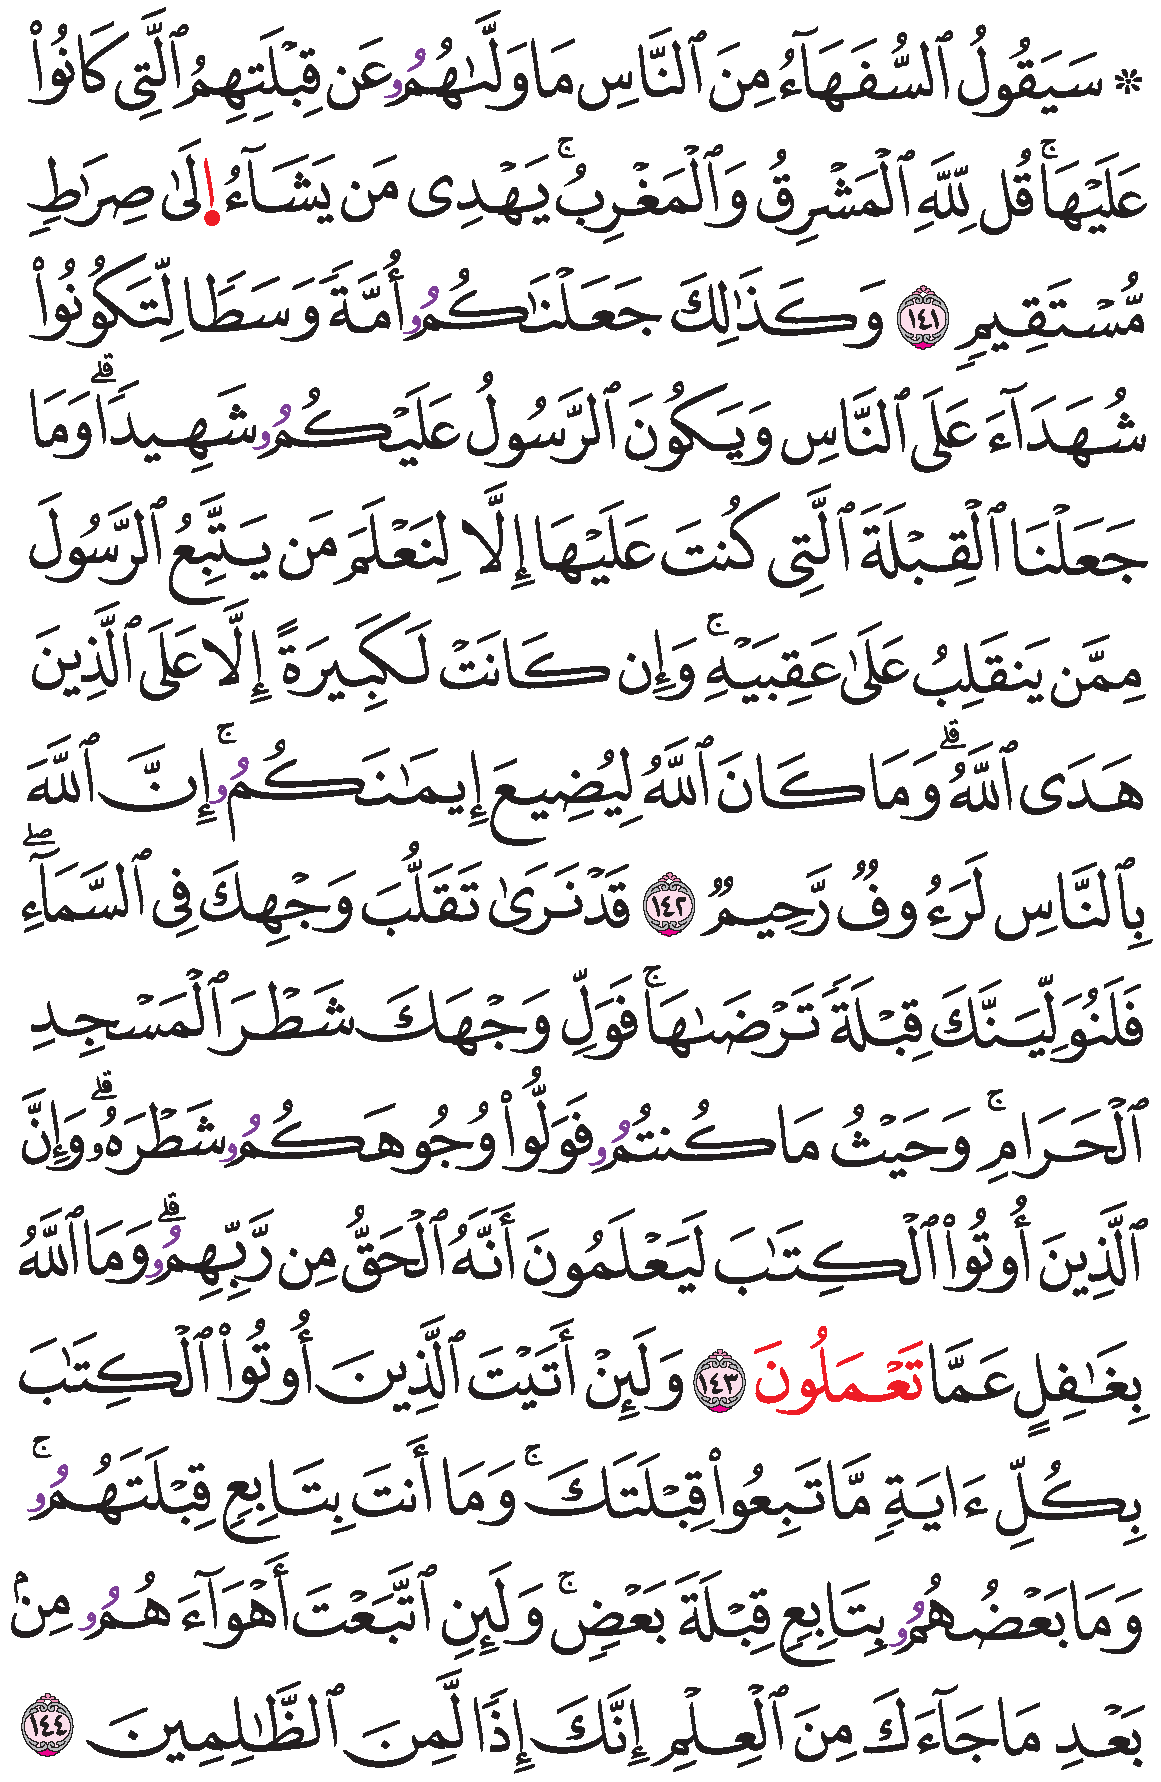 * سَيَقُولُ ٱلسُّفَهَآءُ مِنَ ٱلنَّاسِ مَا وَلَّىٰهُمُۥ عَن قِبْلَتِهِمُ ٱلَّتِى كَانُوا۟
عَلَيْهَا ۚ قُل لِّلَّهِ ٱلْمَشْرِقُ وَٱلْمَغْرِبُ ۚ يَهْدِى مَن يَشَآءُ اِ۪لَىٰ صِرَٰطٍ
مُّسْتَقِيمٍ ١٤١ وَكَذَٰلِكَ جَعَلْنَٰكُمُۥ أُمَّةً وَسَطًا لِّتَكُونُوا۟
شُهَدَآءَ عَلَى ٱلنَّاسِ وَيَكُونَ ٱلرَّسُولُ عَلَيْكُمُۥ شَهِيدًا ۗ وَمَا
جَعَلْنَا ٱلْقِبْلَةَ ٱلَّتِى كُنتَ عَلَيْهَا إِلَّا لِنَعْلَمَ مَن يَتَّبِعُ ٱلرَّسُولَ
مِمَّن يَنقَلِبُ عَلَىٰ عَقِبَيْهِ ۚ وَإِن كَانَتْ لَكَبِيرَةً إِلَّا عَلَى ٱلَّذِينَ
هَدَى ٱللَّهُ ۗ وَمَا كَانَ ٱللَّهُ لِيُضِيعَ إِيمَٰنَكُمُۥ ۚ إِنَّ ٱللَّهَ
بِٱلنَّاسِ لَرَءُوفٌ رَّحِيمٌ ١٤٢ قَدْ نَرَىٰ تَقَلُّبَ وَجْهِكَ فِى ٱلسَّمَآءِ ۖ
فَلَنُوَلِّيَنَّكَ قِبْلَةً تَرْضَىٰهَا ۚ فَوَلِّ وَجْهَكَ شَطْرَ ٱلْمَسْجِدِ
ٱلْحَرَامِ ۚ وَحَيْثُ مَا كُنتُمُۥ فَوَلُّوا۟ وُجُوهَكُمُۥ شَطْرَهُۥ ۗ وَإِنَّ
ٱلَّذِينَ أُوتُوا۟ ٱلْكِتَٰبَ لَيَعْلَمُونَ أَنَّهُ ٱلْحَقُّ مِن رَّبِّهِمُۥ ۗ وَمَا ٱللَّهُ
بِغَٰفِلٍ عَمَّا تَعْمَلُونَ ١٤٣ وَلَئِنْ أَتَيْتَ ٱلَّذِينَ أُوتُوا۟ ٱلْكِتَٰبَ
بِكُلِّ ءَايَةٍ مَّا تَبِعُوا۟ قِبْلَتَكَ ۚ وَمَا أَنتَ بِتَابِعٍ قِبْلَتَهُمُۥ ۚ
وَمَا بَعْضُهُمُۥ بِتَابِعٍ قِبْلَةَ بَعْضٍ ۚ وَلَئِنِ ٱتَّبَعْتَ أَهْوَآءَهُمُۥ مِنۢ
بَعْدِ مَا جَآءَكَ مِنَ ٱلْعِلْمِ إِنَّكَ إِذًا لَّمِنَ ٱلظَّٰلِمِينَ ١٤٤